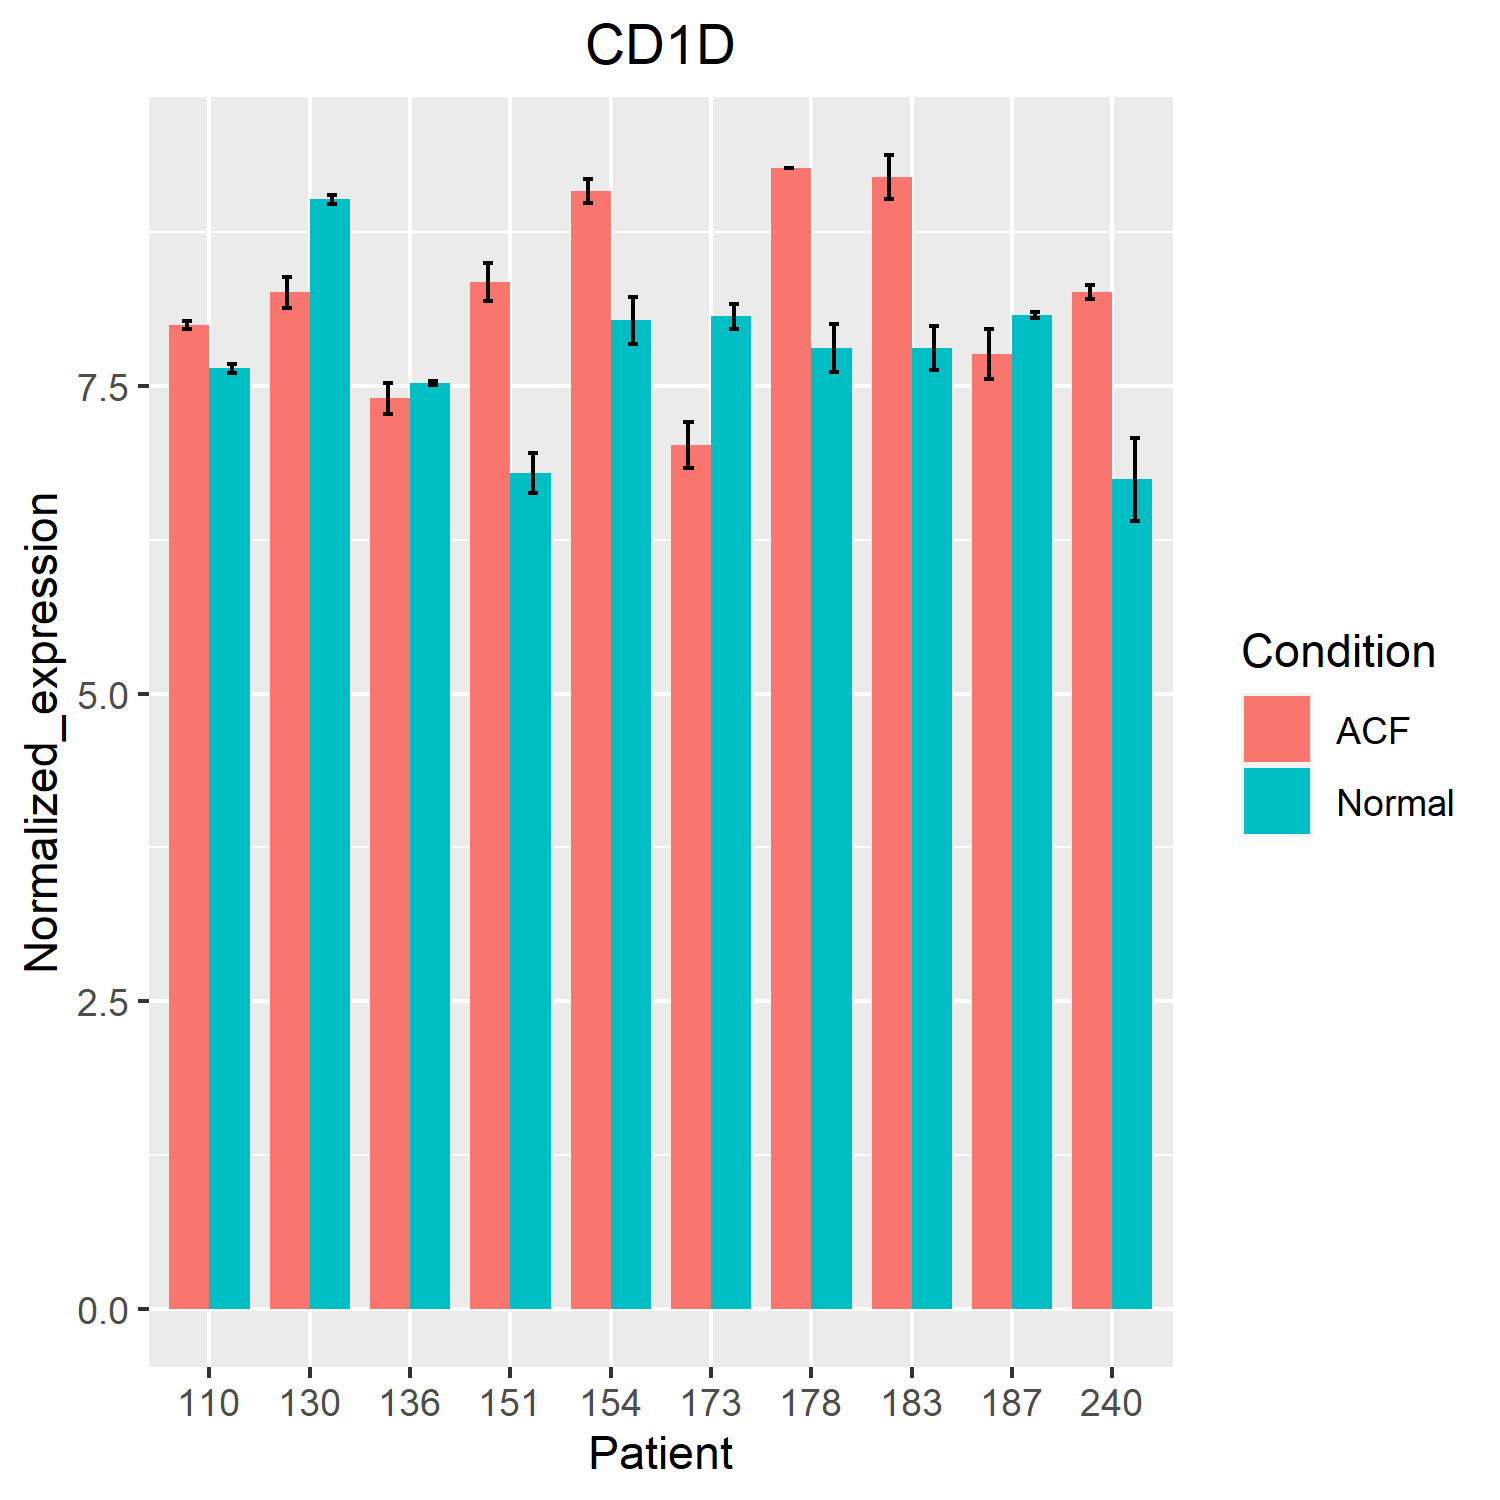 CD1D
Normalized_expression
7.5
5.0
2.5
0.0
110 130 136 151 154 173 178 183 187 240
Patient
Condition
ACF
Normal